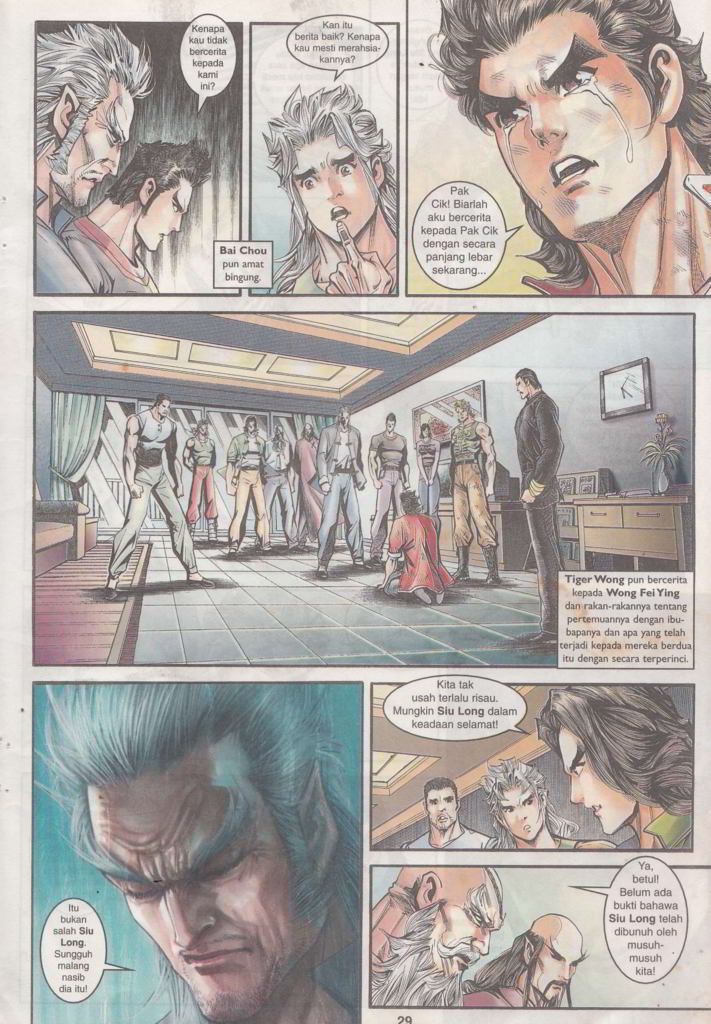 Kenapa
kau tidak
bercerita
kepada
kami
ini?
Bai Chou
pun amat
bingung.
Kan itu
berita baik? Kenapa
kau mesti merahsia-
kannya?
Pak
Cik! Biarlah
aku bercerita
kepada Pak Cik
dengan secara
panjang lebar
sekarang...
Tiger Wong pun bercerita
kepada Wong Fei Ying
dan rakan-rakannya tentang
pertemuannya dengan ibu-
bapanya dan apa yang telah
terjadi kepada mereka berdua
itu dengan secara terperinci.
Itu
bukan
salah Siu
Long.
Sungguh
malang
nasib
dia itu!
Kita tak
usah terlalu risau.
Mungkin Siu Long dalam
keadaan selamat!
Ya,
betul!
Belum ada
bukti bahawa
Siu Long telah
dibunuh oleh
musuh-
musuh
kita!
29